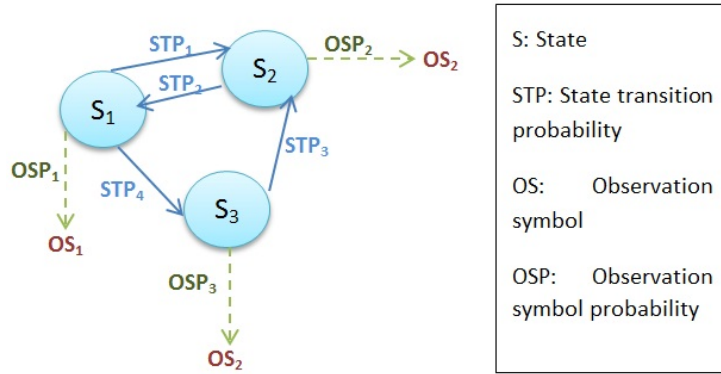 STP₁
OSP₂
S₂
OS₂
STP₂
S₁
STP₃
OSP₁
STP₄
S₃
OS₁
OSP₃
OS₂
S: State
STP: State transition
probability
OS: Observation
symbol
OSP: Observation
symbol probability